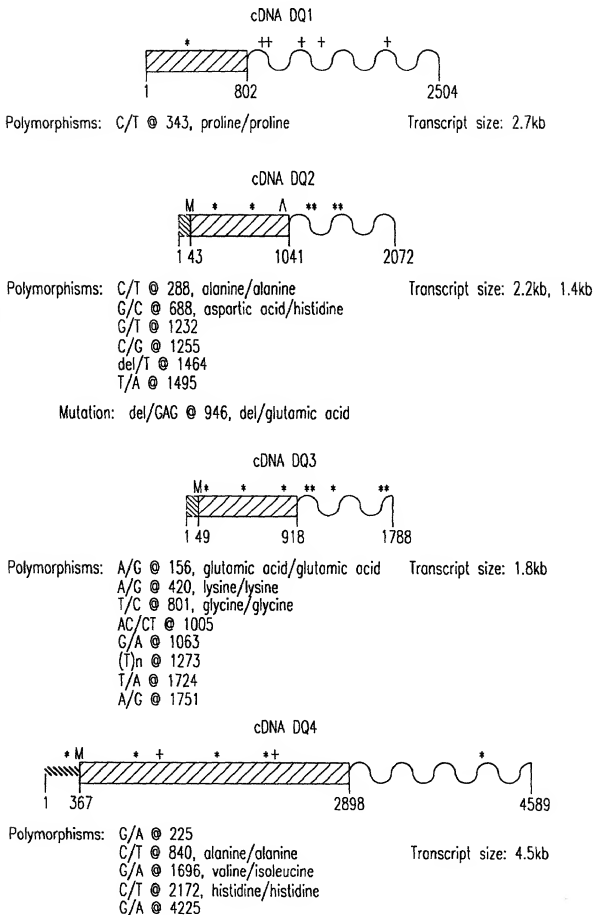 cDNA DQ1
* ++ + + +
1 802 2504
Polymorphisms: C/T @ 343, proline/proline Transcript size: 2.7kb
cDNA DQ2
M * * Λ ** **
1 43 1041 2072
Polymorphisms: C/T @ 288, alanine/alanine Transcript size: 2.2kb, 1.4kb
G/C @ 688, aspartic acid/histidine
G/T @ 1232
C/G @ 1255
del/T @ 1464
T/A @ 1495
Mutation: del/GAG @ 946, del/glutamic acid
cDNA DQ3
M * * * ** * **
1 49 918 1788
Polymorphisms: A/G @ 156, glutamic acid/glutamic acid Transcript size: 1.8kb
A/G @ 420, lysine/lysine
T/C @ 801, glycine/glycine
AC/CT @ 1005
G/A @ 1063
(T)n @ 1273
T/A @ 1724
A/G @ 1751
cDNA DQ4
* M * + * *+ *
1 367 2898 4589
Polymorphisms: G/A @ 225
C/T @ 840, alanine/alanine Transcript size: 4.5kb
G/A @ 1696, valine/isoleucine
C/T @ 2172, histidine/histidine
G/A @ 4225